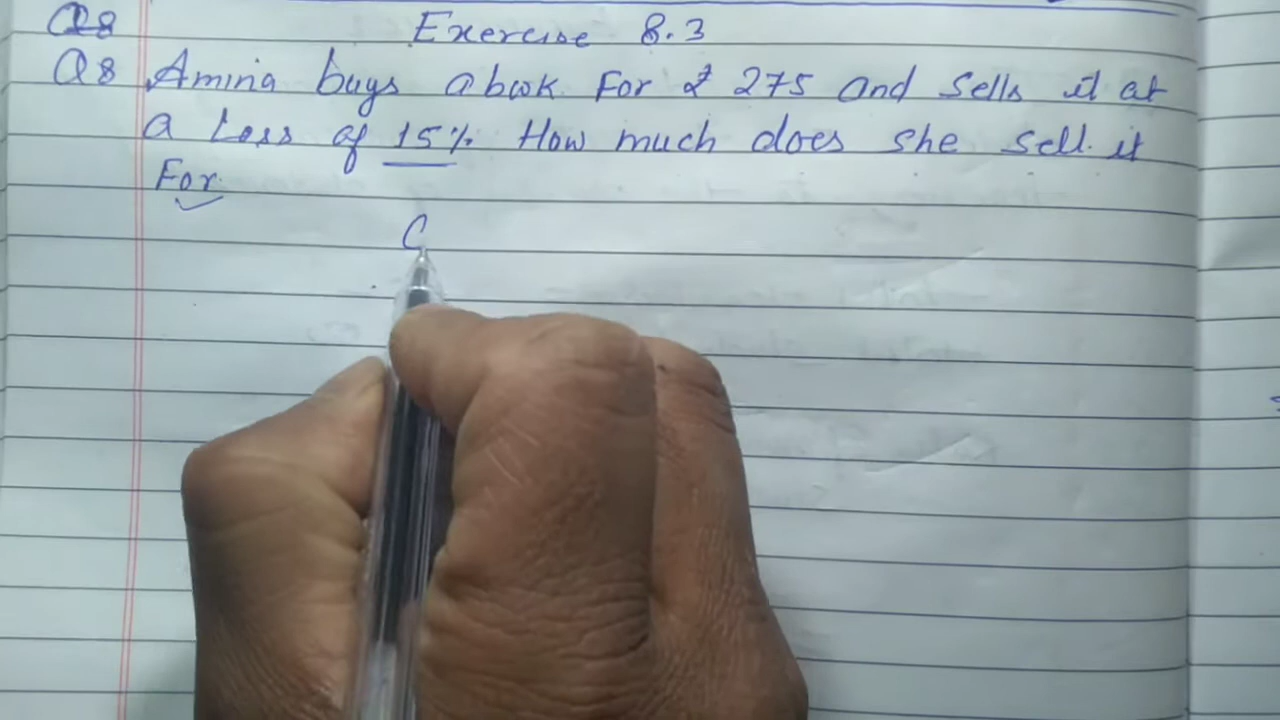 Q8 Exercise 8.3
Q8 Amina buys a book For ₹ 275 and Sells it at
a Loss of 15% How much does she sell it
For.
C